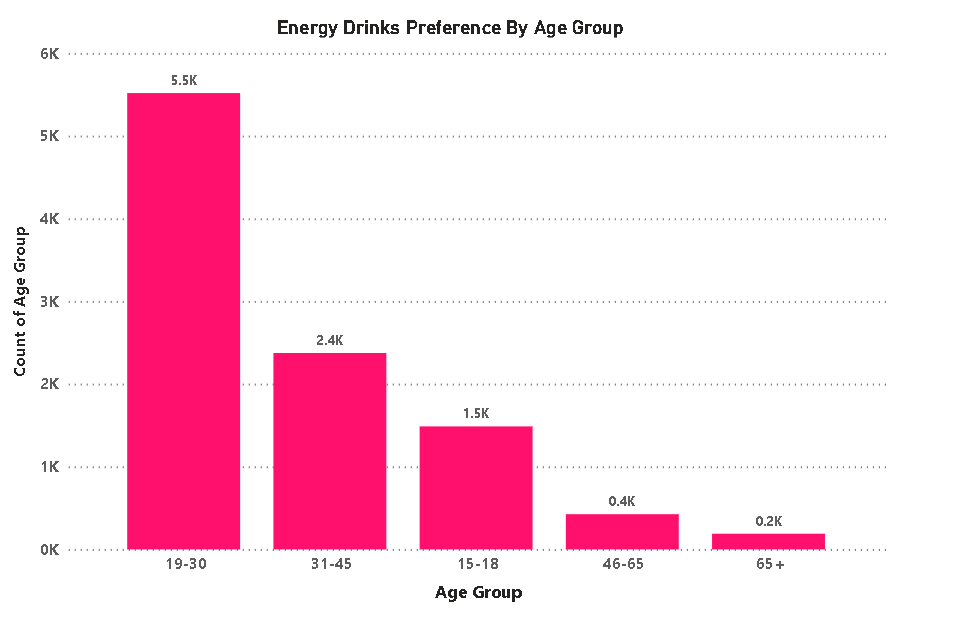 Energy Drinks Preference By Age Group
6K
5K
4K
3K
2K
1K
0K
Count of Age Group
5.5K
2.4K
1.5K
0.4K
0.2K
19-30
31-45
15-18
46-65
65+
Age Group